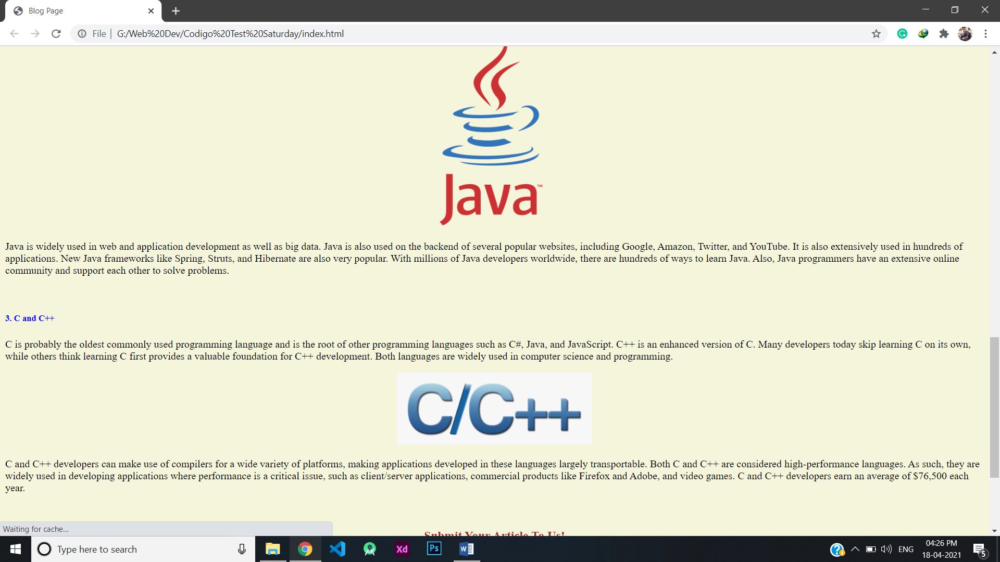 Blog Page
File | G:/Web%20Dev/Codigo%20Test%20Saturday/index.html
Java™
Java is widely used in web and application development as well as big data. Java is also used on the backend of several popular websites, including Google, Amazon, Twitter, and YouTube. It is also extensively used in hundreds of
applications. New Java frameworks like Spring, Struts, and Hibernate are also very popular. With millions of Java developers worldwide, there are hundreds of ways to learn Java. Also, Java programmers have an extensive online
community and support each other to solve problems.
3. C and C++
C is probably the oldest commonly used programming language and is the root of other programming languages such as C#, Java, and JavaScript. C++ is an enhanced version of C. Many developers today skip learning C on its own,
while others think learning C first provides a valuable foundation for C++ development. Both languages are widely used in computer science and programming.
C/C++
C and C++ developers can make use of compilers for a wide variety of platforms, making applications developed in these languages largely transportable. Both C and C++ are considered high-performance languages. As such, they are
widely used in developing applications where performance is a critical issue, such as client/server applications, commercial products like Firefox and Adobe, and video games. C and C++ developers earn an average of $76,500 each
year.
Submit Your Article To Us!
Waiting for cache...
Type here to search
Xd
Ps
W
ENG
04:26 PM
18-04-2021
5